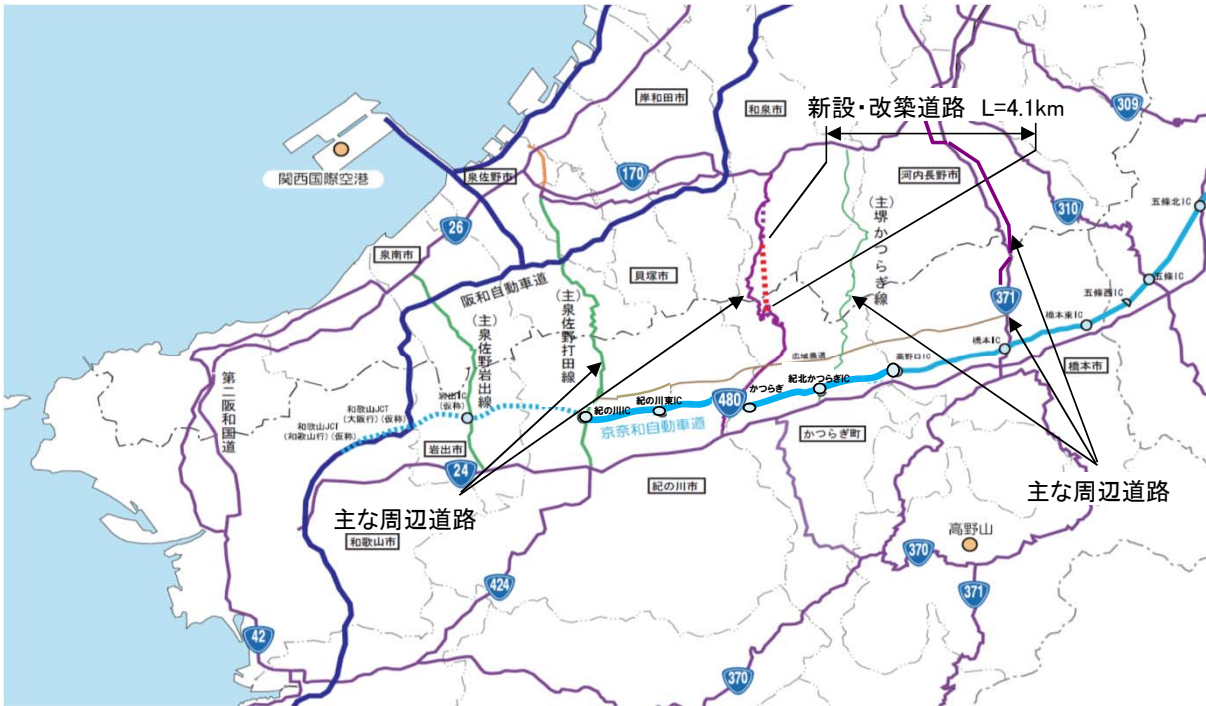 岸和田市
和泉市
新設・改築道路 L=4.1km
309
関西国際空港
泉佐野市
170
河内長野市
310
五條北IC
26
(主)堺かつらぎ線
泉南市
貝塚市
阪和自動車道
五條IC
五條西IC
371
橋本東IC
(主)泉佐野岩出線
(主)泉佐野打田線
橋本IC
広域農道
高野口IC
橋本市
第二阪和国道
岩出IC
(仮称)
紀の川IC
紀の川東IC
480
かつらぎ
紀北かつらぎIC
和歌山JCT
(大阪行)(仮称)
和歌山JCT
(和歌山行)(仮称)
京奈和自動車道
かつらぎ町
岩出市
24
紀の川市
主な周辺道路
主な周辺道路
和歌山市
高野山
370
424
371
42
370